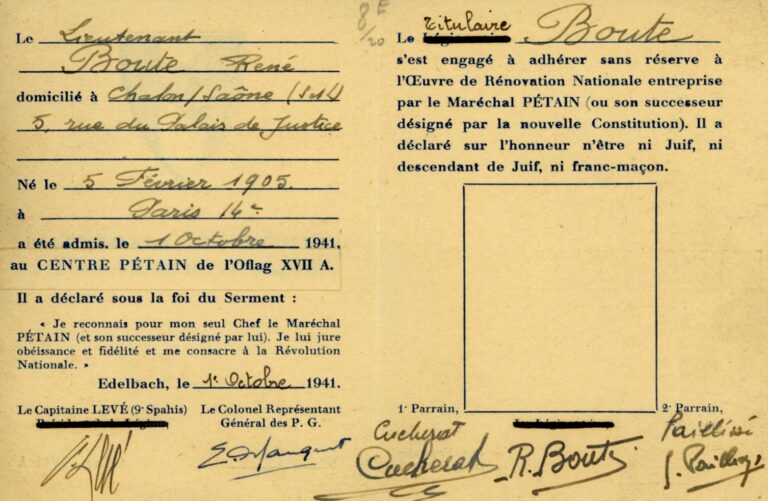 Le Lieutenant
Boute René
domicilié à Chalon/Saône (S&L)
5, rue du Palais de Justice
Né le 5 Février 1905.
à Paris 14e
a été admis, le 1 Octobre 1941,
au CENTRE PÉTAIN de l'Oflag XVII A.
Il a déclaré sous la foi du Serment :
« Je reconnais pour mon seul Chef le Maréchal
PÉTAIN (et son successeur désigné par lui). Je lui jure
obéissance et fidélité et me consacre à la Révolution
Nationale. »
Edelbach, le 1er Octobre 1941.
Le Capitaine LEVÉ (9e Spahis)
Le Colonel Représentant
Général des P. G.
8E
/20
Titulaire
Le Boute
s'est engagé à adhérer sans réserve à
l'Œuvre de Rénovation Nationale entreprise
par le Maréchal PÉTAIN (ou son successeur
désigné par la nouvelle Constitution). Il a
déclaré sur l'honneur n'être ni Juif, ni
descendant de Juif, ni franc-maçon.
1er Parrain,
2e Parrain,
Cucherat
Cucherat
R. Boute